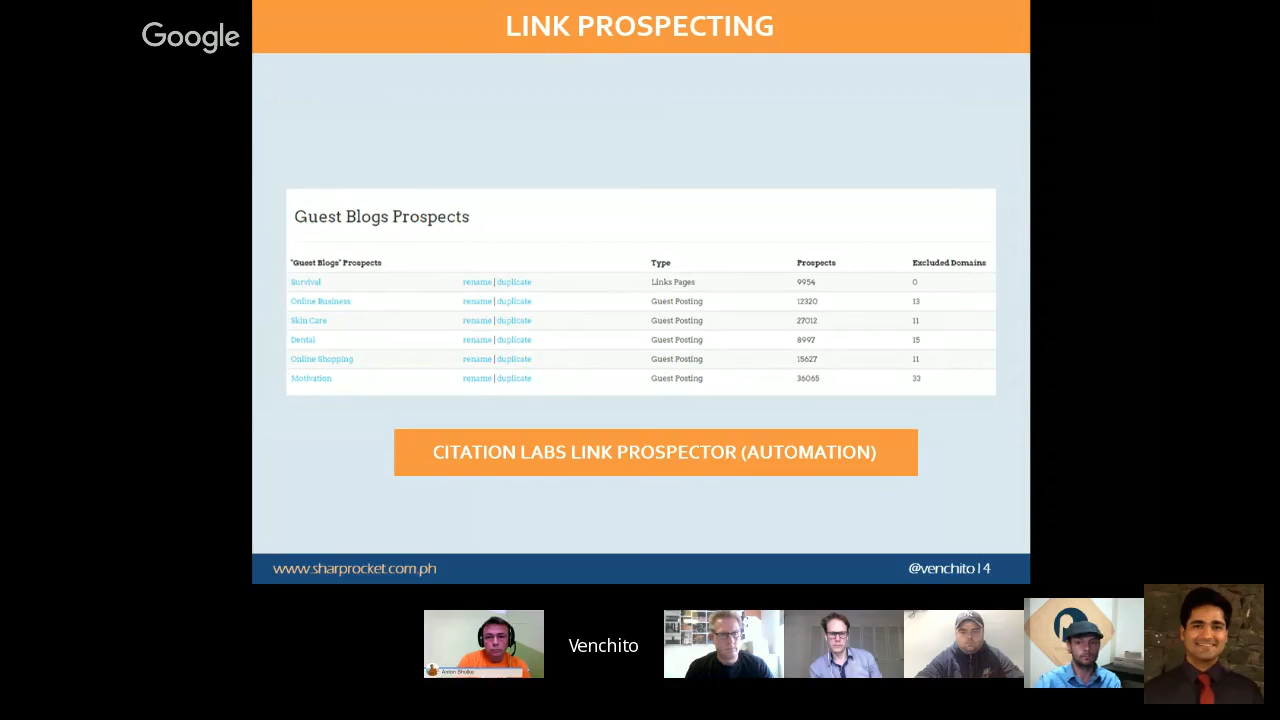 Google
LINK PROSPECTING
Guest Blogs Prospects
"Guest Blogs" Prospects Type Prospects Excluded Domains
Survival rename | duplicate Links Pages 9954 0
Online Business rename | duplicate Guest Posting 12320 13
Skin Care rename | duplicate Guest Posting 27012 11
Dental rename | duplicate Guest Posting 8997 15
Online Shopping rename | duplicate Guest Posting 15627 11
Motivation rename | duplicate Guest Posting 36065 33
CITATION LABS LINK PROSPECTOR (AUTOMATION)
www.sharprocket.com.ph @venchito14
Venchito